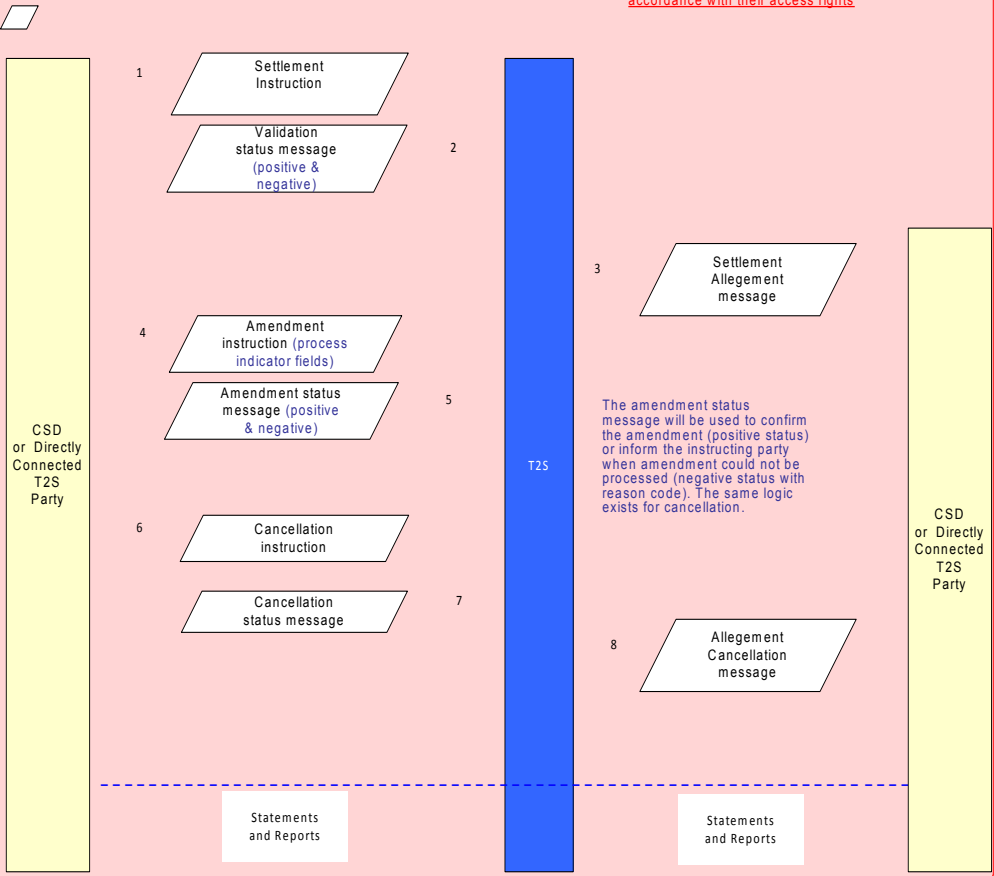 accordance with their access rights
1
Settlement
Instruction
Validation
status message
(positive &
negative)
2
3
Settlement
Allegement
message
4
Amendment
instruction (process
indicator fields)
Amendment status
message (positive
& negative)
5
The amendment status
message will be used to confirm
the amendment (positive status)
or inform the instructing party
when amendment could not be
processed (negative status with
reason code). The same logic
exists for cancellation.
CSD
or Directly
Connected
T2S
Party
T2S
CSD
or Directly
Connected
T2S
Party
6
Cancellation
instruction
Cancellation
status message
7
8
Allegement
Cancellation
message
Statements
and Reports
Statements
and Reports